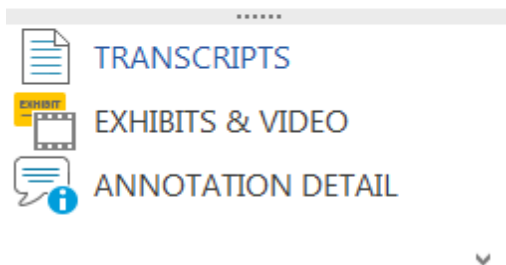 TRANSCRIPTS
EXHIBIT
EXHIBITS & VIDEO
ANNOTATION DETAIL